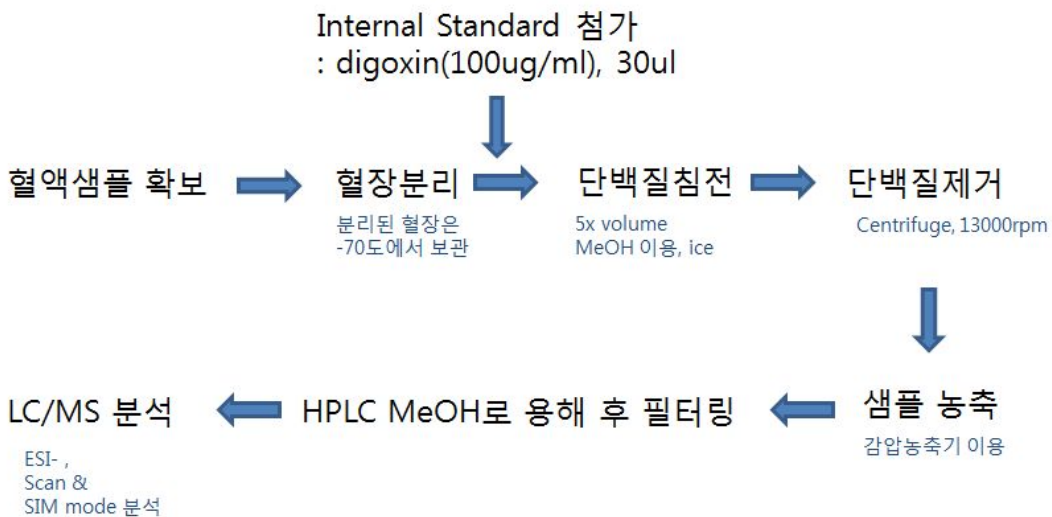 Internal Standard 첨가
: digoxin(100ug/ml), 30ul
혈액샘플 확보
혈장분리
분리된 혈장은
-70도에서 보관
단백질침전
5x volume
MeOH 이용, ice
단백질제거
Centrifuge, 13000rpm
샘플 농축
감압농축기 이용
HPLC MeOH로 용해 후 필터링
LC/MS 분석
ESI- ,
Scan &
SIM mode 분석